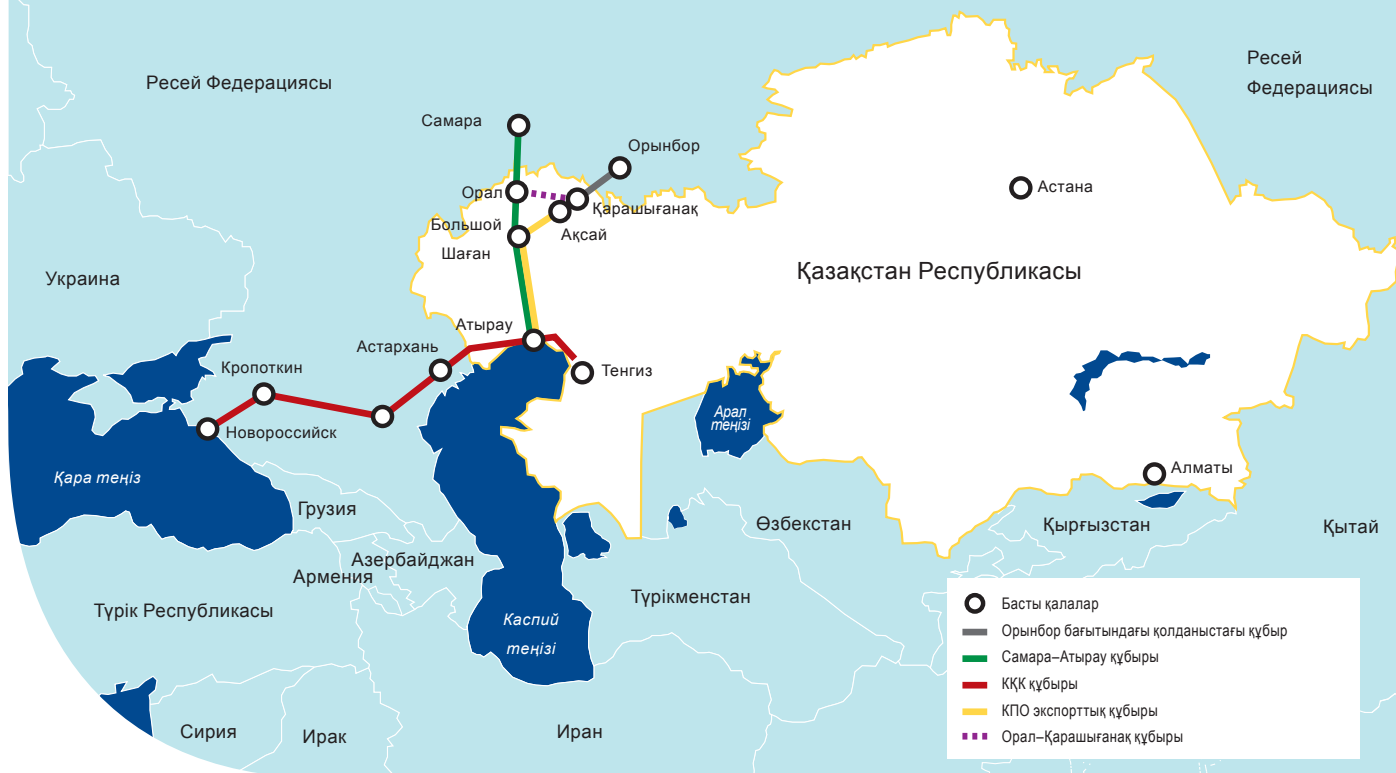 Ресей Федерациясы
Ресей
Федерациясы
Самара
Орынбор
Орал
Қарашығанақ
Астана
Большой
Шаған
Ақсай
Қазақстан Республикасы
Украина
Атырау
Астархань
Тенгиз
Кропоткин
Новороссийск
Арал
теңізі
Қара теңіз
Алматы
Грузия
Өзбекстан
Қырғызстан
Қытай
Азербайджан
Армения
Түрік Республикасы
Түрікменстан
Каспий
теңізі
Сирия
Ирак
Иран
Басты қалалар
Орынбор бағытындағы қолданыстағы құбыр
Самара–Атырау құбыры
КҚК құбыры
КПО экспорттық құбыры
Орал–Қарашығанақ құбыры